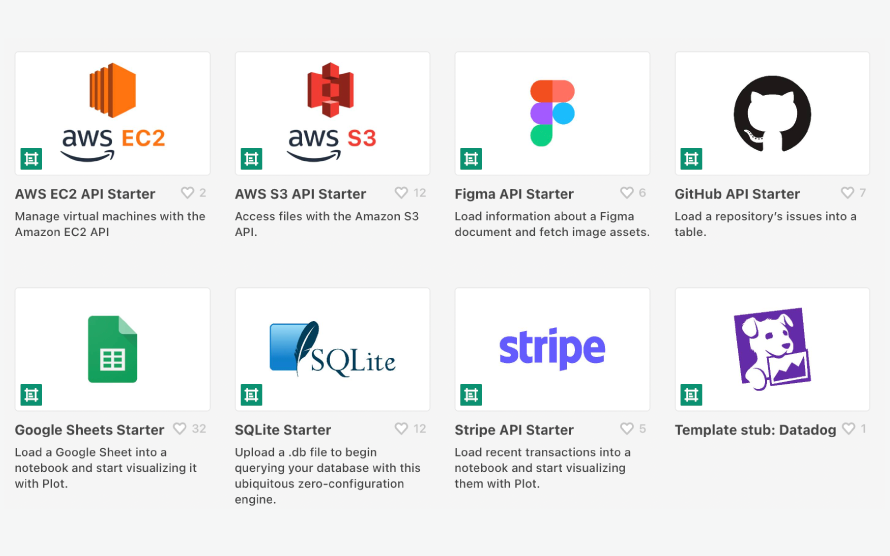 aws EC2
aws S3
AWS EC2 API Starter 2
Manage virtual machines with the
Amazon EC2 API
AWS S3 API Starter 12
Access files with the Amazon S3
API.
Figma API Starter 6
Load information about a Figma
document and fetch image assets.
GitHub API Starter 7
Load a repository’s issues into a
table.
SQLite
stripe
Google Sheets Starter 32
Load a Google Sheet into a
notebook and start visualizing it
with Plot.
SQLite Starter 12
Upload a .db file to begin
querying your database with this
ubiquitous zero-configuration
engine.
Stripe API Starter 5
Load recent transactions into a
notebook and start visualizing
them with Plot.
Template stub: Datadog 1